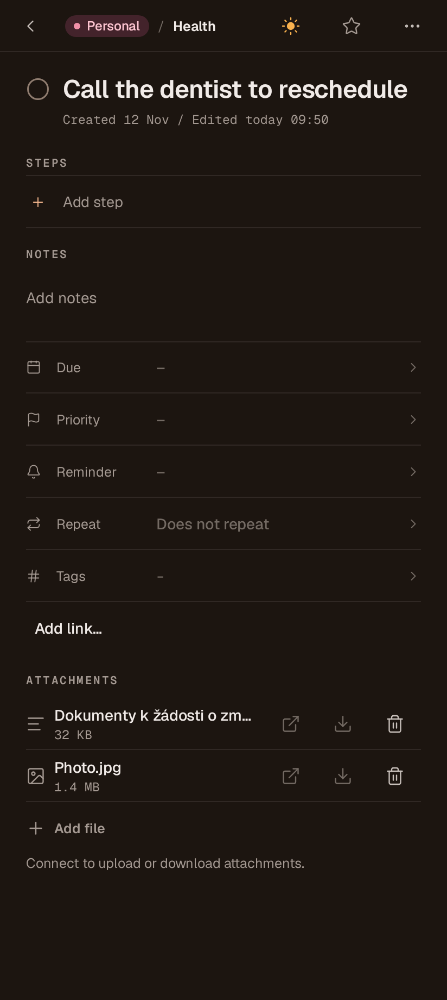 Personal / Health
Call the dentist to reschedule
Created 12 Nov / Edited today 09:50
STEPS
Add step
NOTES
Add notes
Due –
Priority –
Reminder –
Repeat Does not repeat
Tags -
Add link…
ATTACHMENTS
Dokumenty k žádosti o zm…
32 KB
Photo.jpg
1.4 MB
Add file
Connect to upload or download attachments.